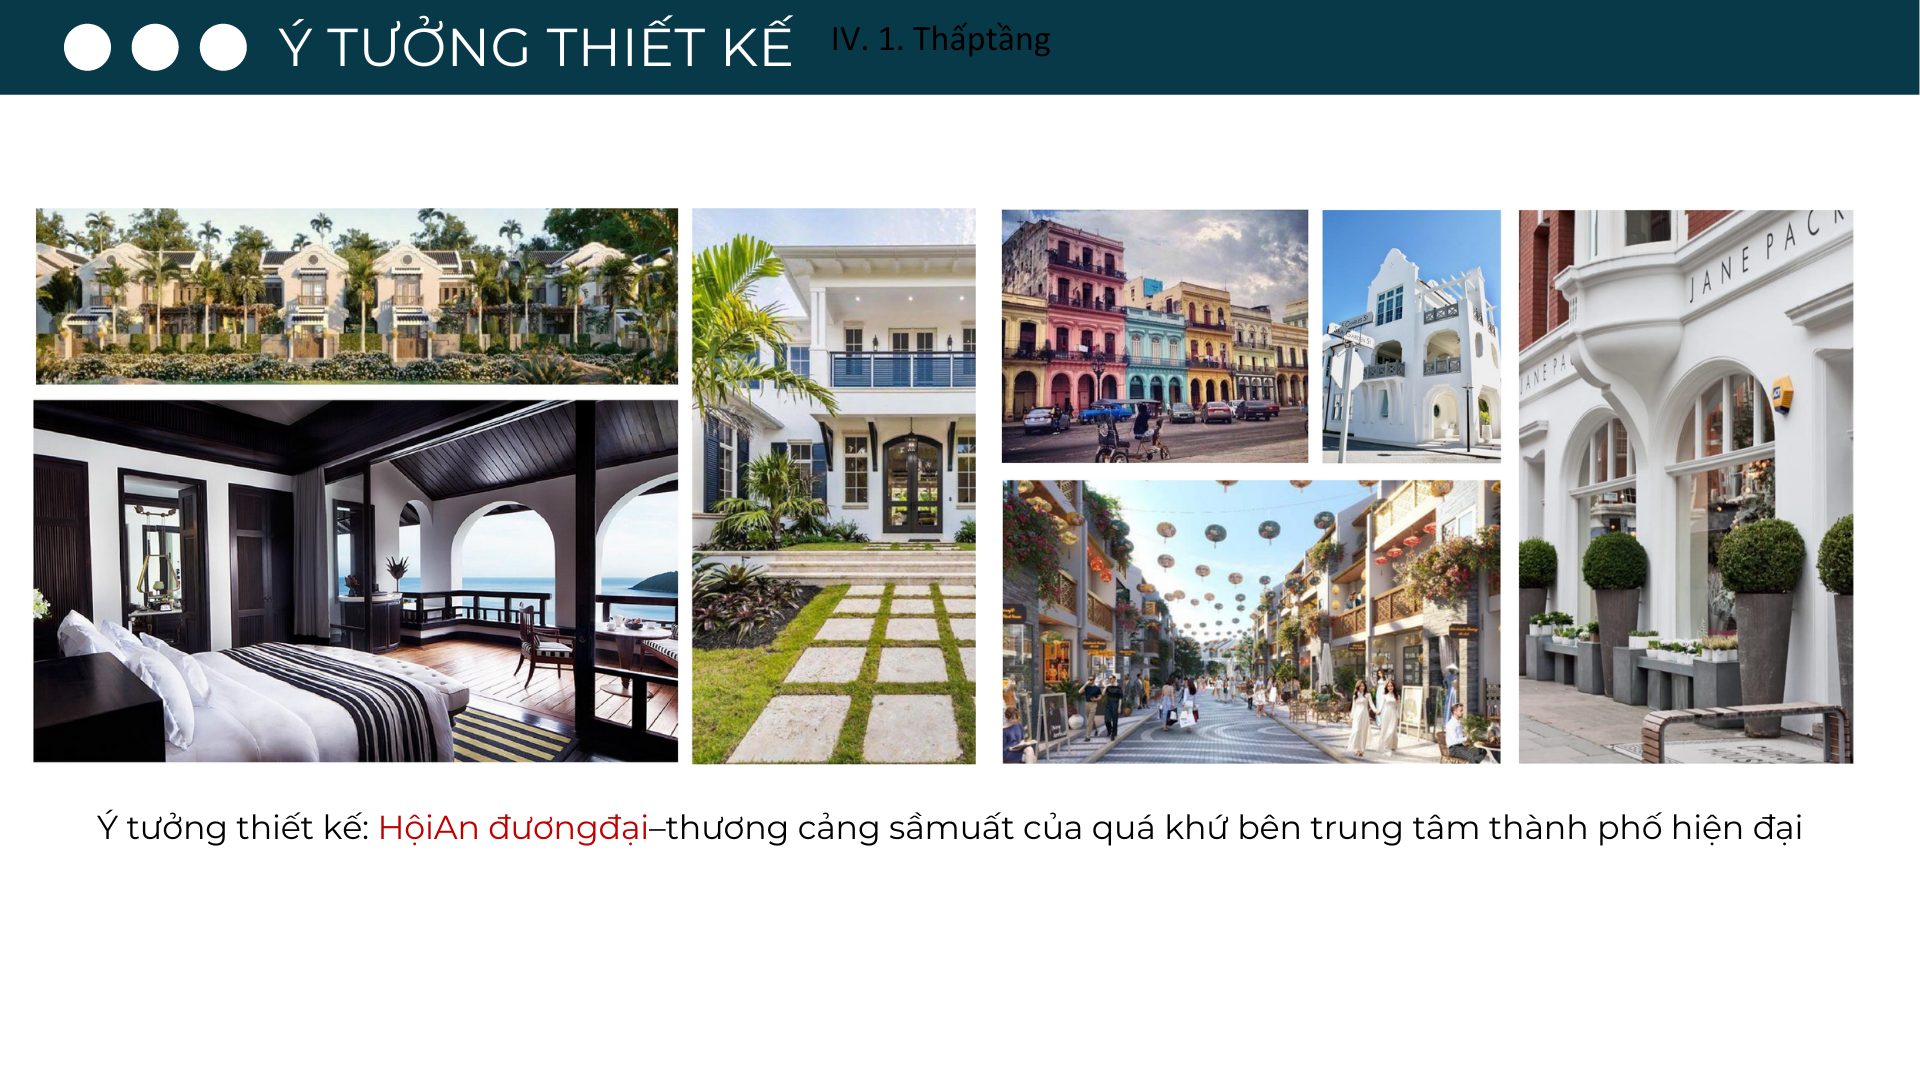 Ý TƯỞNG THIẾT KẾ
IV. 1. Thấptầng
JANE PACK
JANE PA
Ý tưởng thiết kế: HộiAn đươngđại–thương cảng sầmuất của quá khứ bên trung tâm thành phố hiện đại